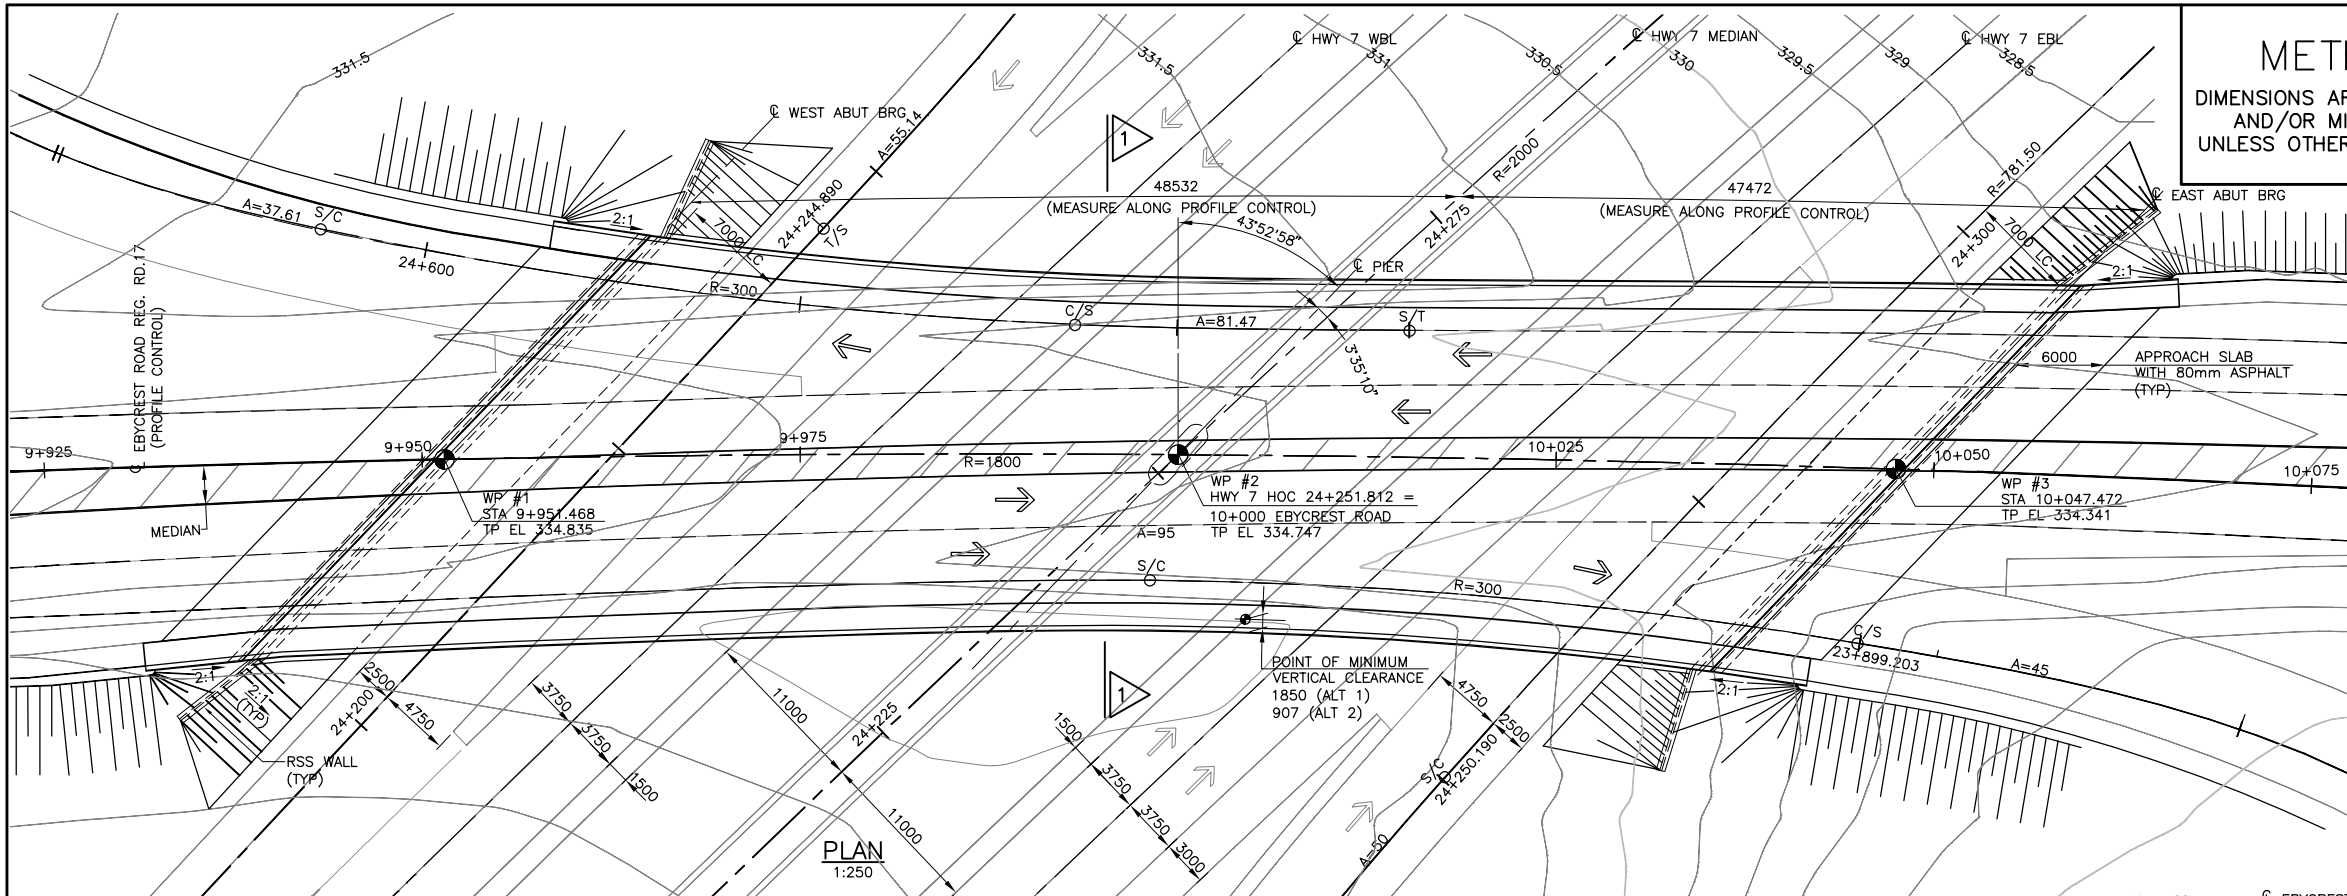 331.5
331.5
℄ HWY 7 WBL
331
330.5
℄ HWY 7 MEDIAN
330
329.5
329
℄ HWY 7 EBL
328.5
DIMENSIONS
AND/OR
UNLESS
℄ WEST ABUT BRG
A=55.14
1
R=2000
R=781.50
48532
(MEASURE ALONG PROFILE CONTROL)
47472
(MEASURE ALONG PROFILE CONTROL)
℄ EAST ABUT BRG
A=37.61
S/C
2:1
7000
LC
24+244.890
T/S
43°52'58"
24+275
24+300
7000
LC
2:1
24+600
R=300
℄ PIER
C/S
A=81.47
S/T
3°35'10"
℄ EBYCREST ROAD REG. RD.17
(PROFILE CONTROL)
6000
APPROACH SLAB
WITH 80mm ASPHALT
(TYP)
9+925
9+950
9+975
R=1800
10+025
10+050
10+075
WP #1
STA 9+951.468
TP EL 334.835
WP #2
HWY 7 HOC 24+251.812 =
10+000 EBYCREST ROAD
TP EL 334.747
WP #3
STA 10+047.472
TP EL 334.341
MEDIAN
A=95
S/C
R=300
C/S
23+899.203
A=45
2:1
2:1
(TYP)
2500
24+200
4750
3750
3750
1500
11000
24+225
11000
1
POINT OF MINIMUM
VERTICAL CLEARANCE
1850 (ALT 1)
907 (ALT 2)
1500
3750
3750
3000
4750
2500
S/C
24+250.190
A=50
2:1
RSS WALL
(TYP)
PLAN
1:250